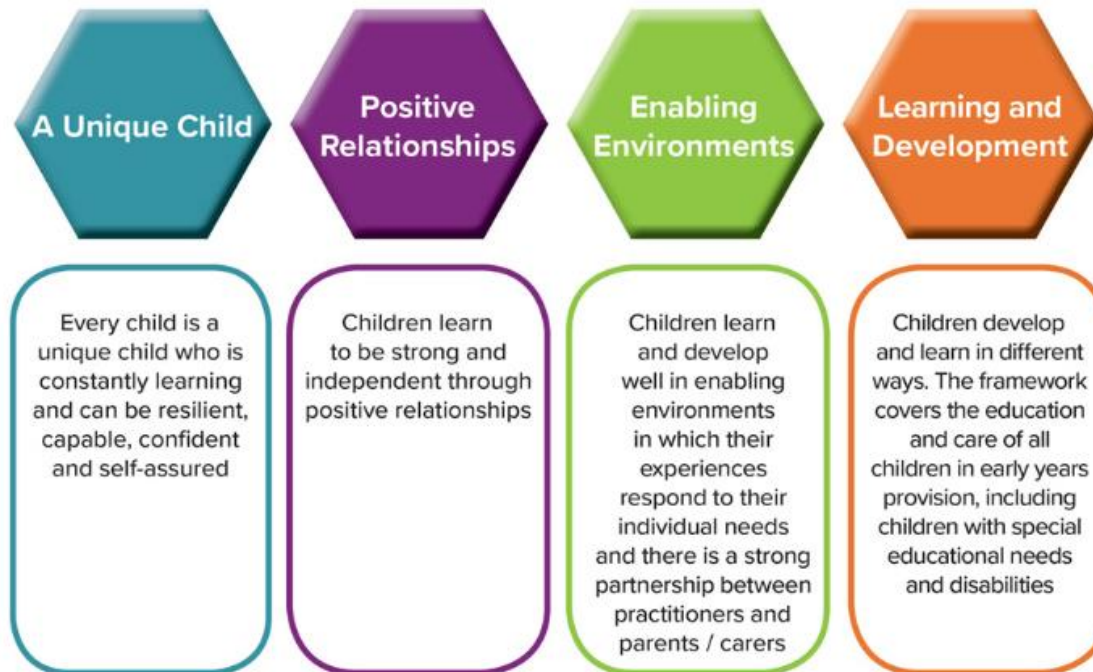 A Unique Child
Positive
Relationships
Enabling
Environments
Learning and
Development
Every child is a
unique child who is
constantly learning
and can be resilient,
capable, confident
and self-assured
Children learn
to be strong and
independent through
positive relationships
Children learn
and develop
well in enabling
environments
in which their
experiences
respond to their
individual needs
and there is a strong
partnership between
practitioners and
parents / carers
Children develop
and learn in different
ways. The framework
covers the education
and care of all
children in early years
provision, including
children with special
educational needs
and disabilities